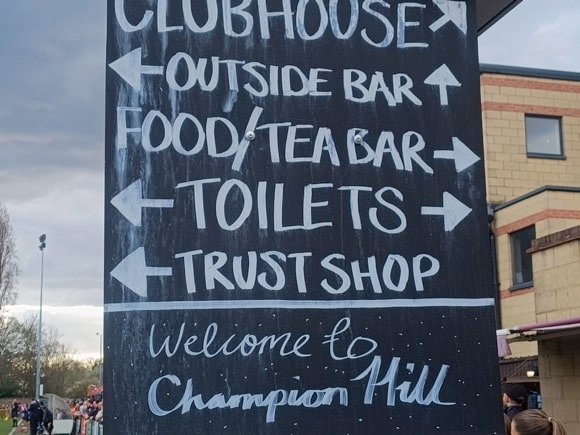 CLUBHOUSE
OUTSIDE BAR
FOOD/TEA BAR
TOILETS
TRUST SHOP
Welcome to
Champion Hill